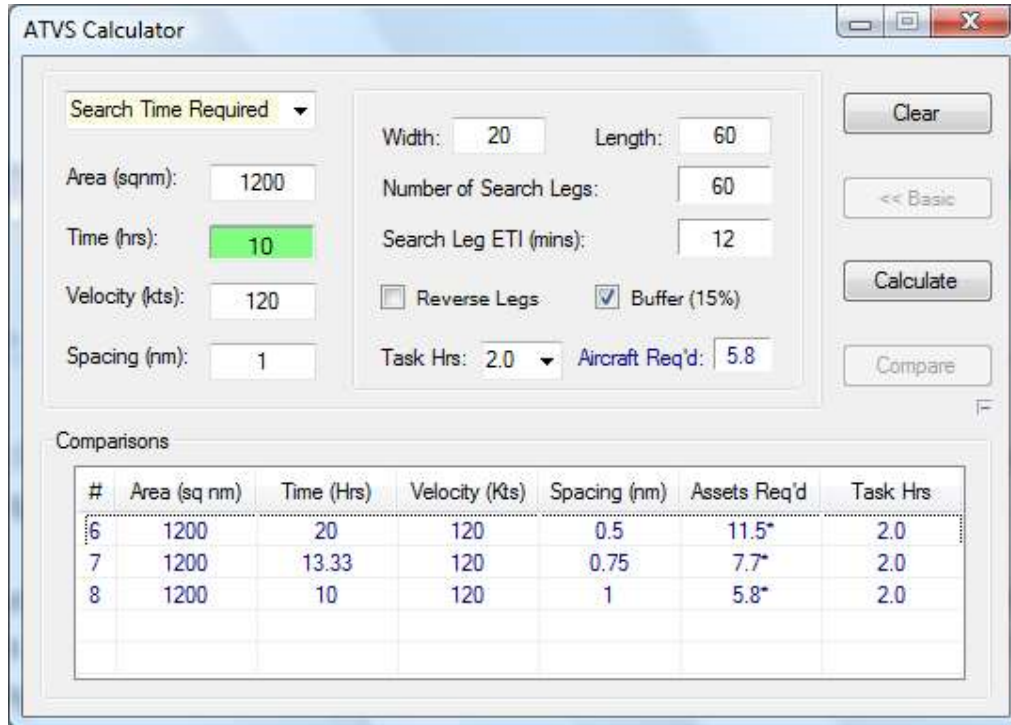 ATVS Calculator
Search Time Required
Width: 20 Length: 60
Clear
Area (sqnm): 1200
Number of Search Legs: 60
<< Basic
Time (hrs): 10
Search Leg ETI (mins): 12
Calculate
Velocity (kts): 120
Reverse Legs Buffer (15%)
Spacing (nm): 1
Task Hrs: 2.0 Aircraft Req'd: 5.8
Compare
Comparisons
# Area (sq nm) Time (Hrs) Velocity (Kts) Spacing (nm) Assets Req'd Task Hrs
6 1200 20 120 0.5 11.5* 2.0
7 1200 13.33 120 0.75 7.7* 2.0
8 1200 10 120 1 5.8* 2.0